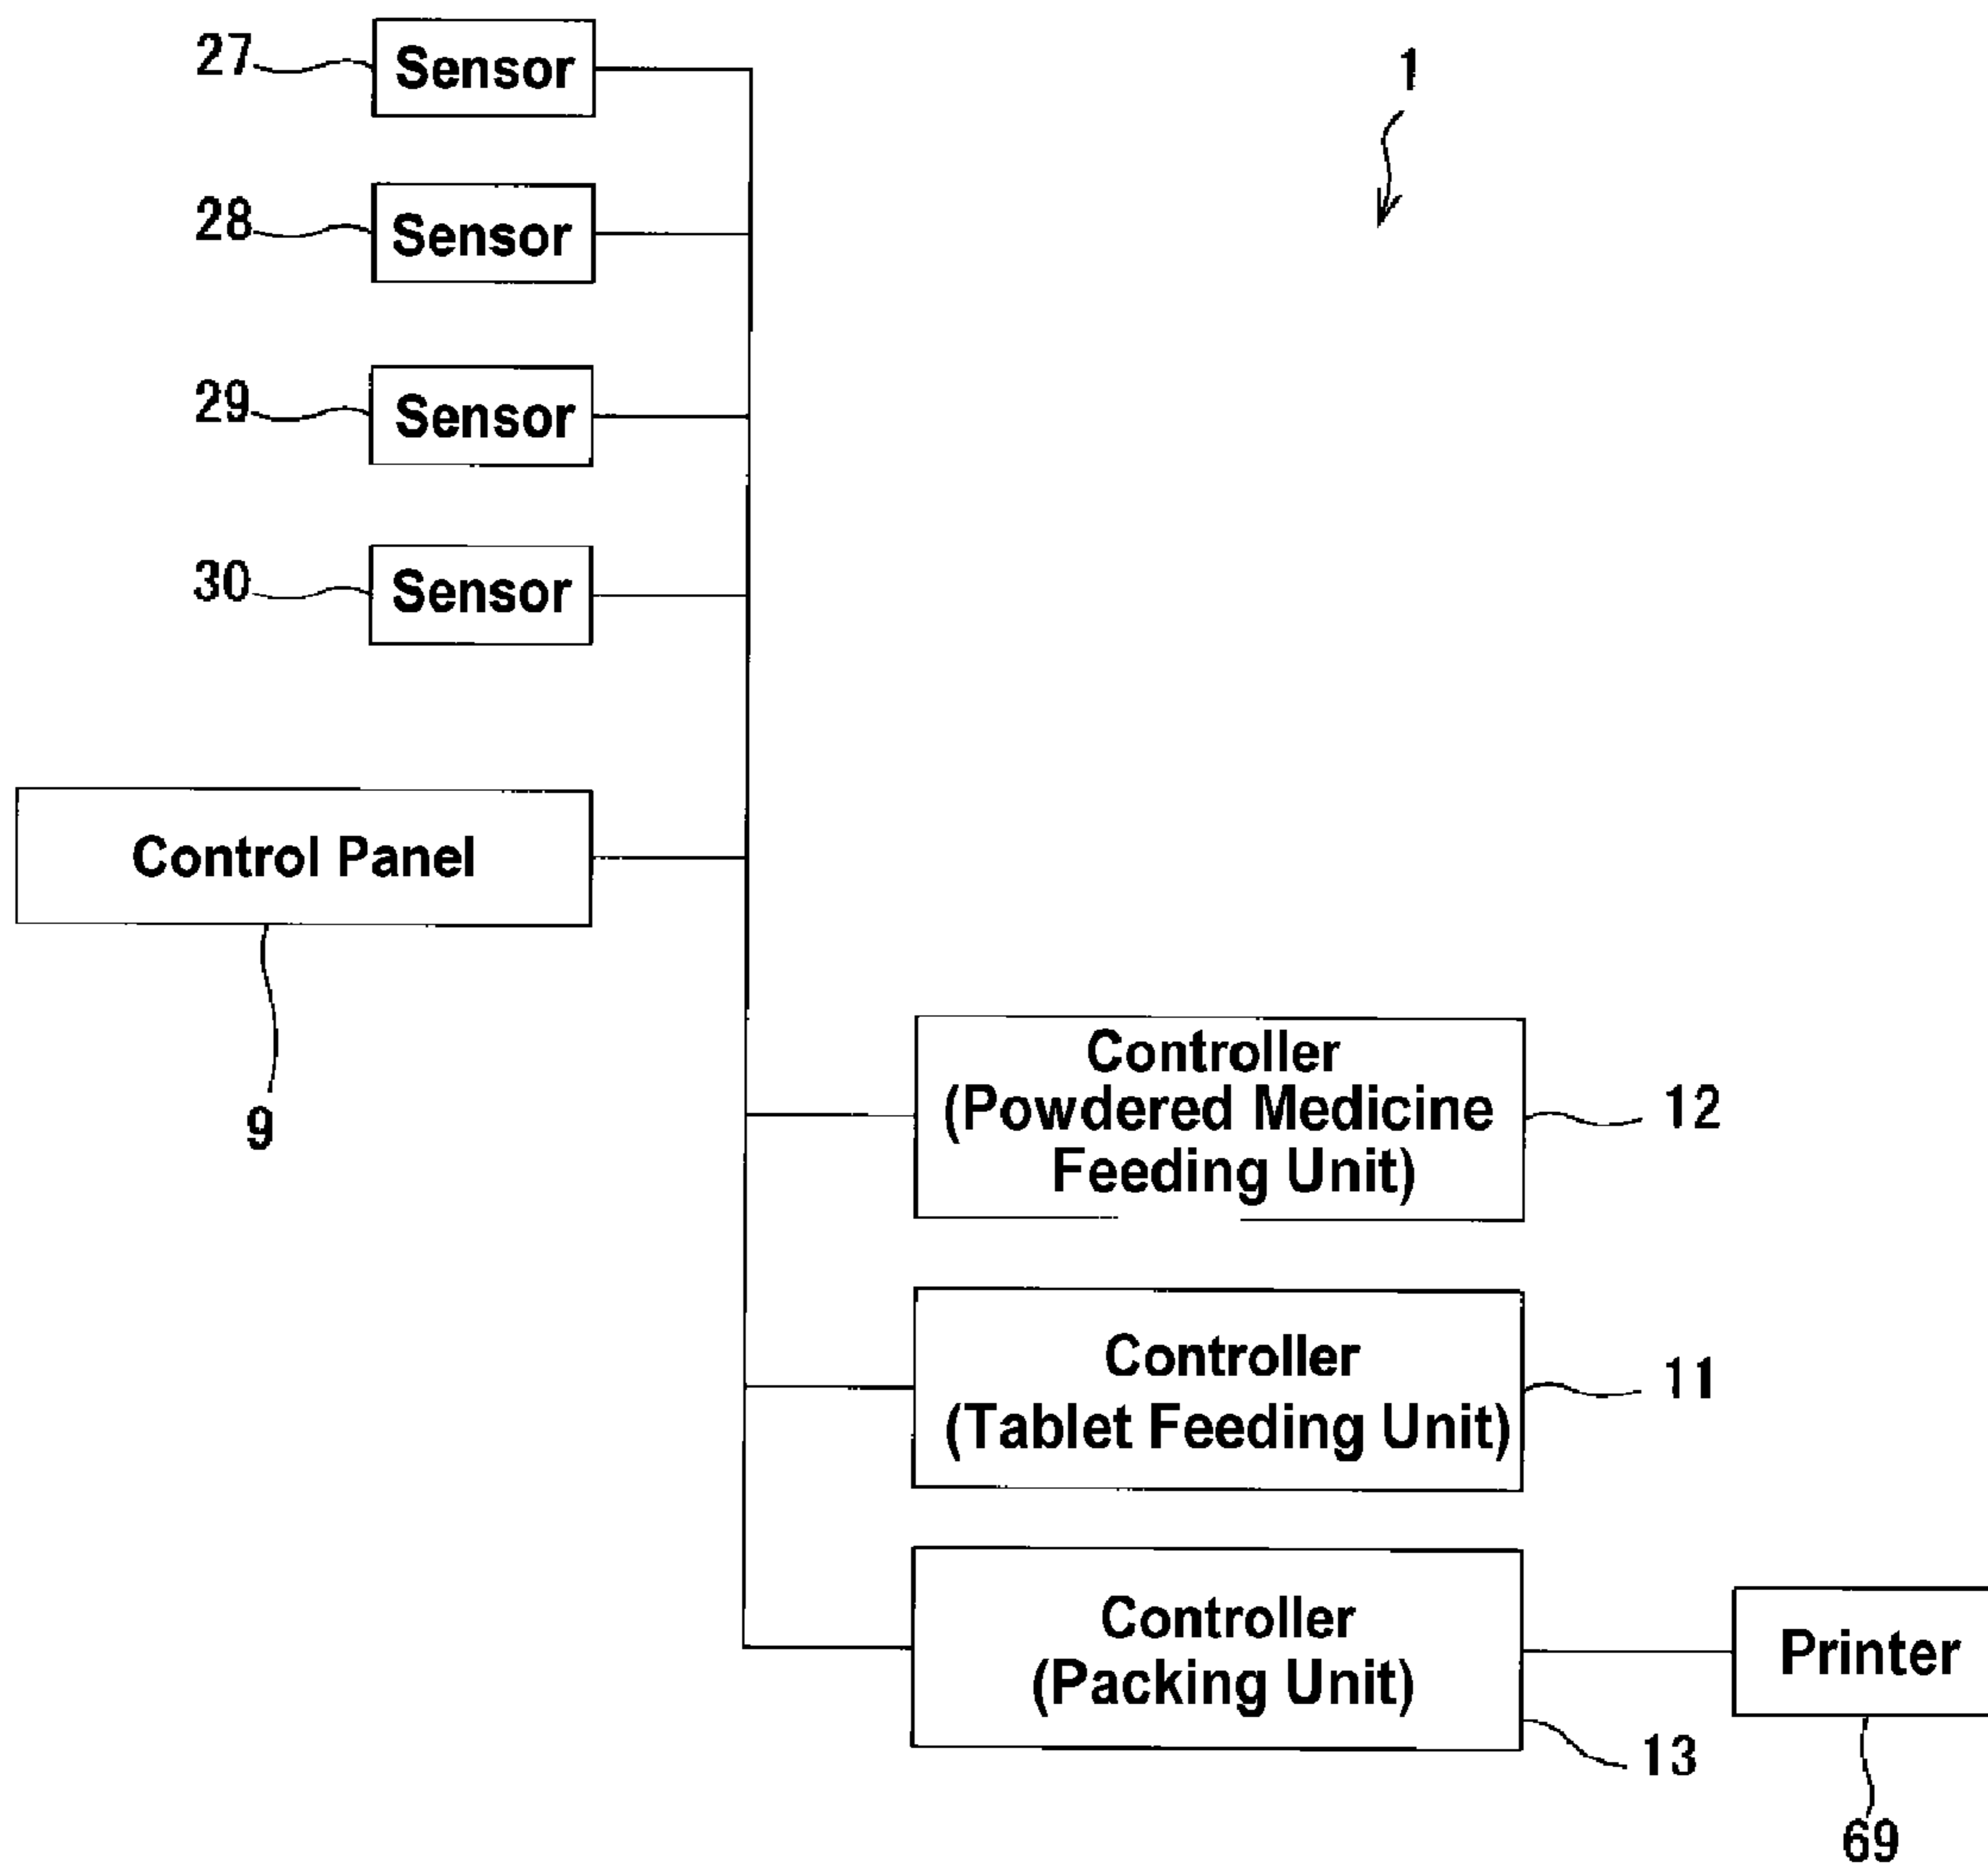 27 Sensor
1
28 Sensor
29 Sensor
30 Sensor
Control Panel
9
Controller
(Powdered Medicine
Feeding Unit)
12
Controller
(Tablet Feeding Unit)
11
Controller
(Packing Unit)
13
Printer
69